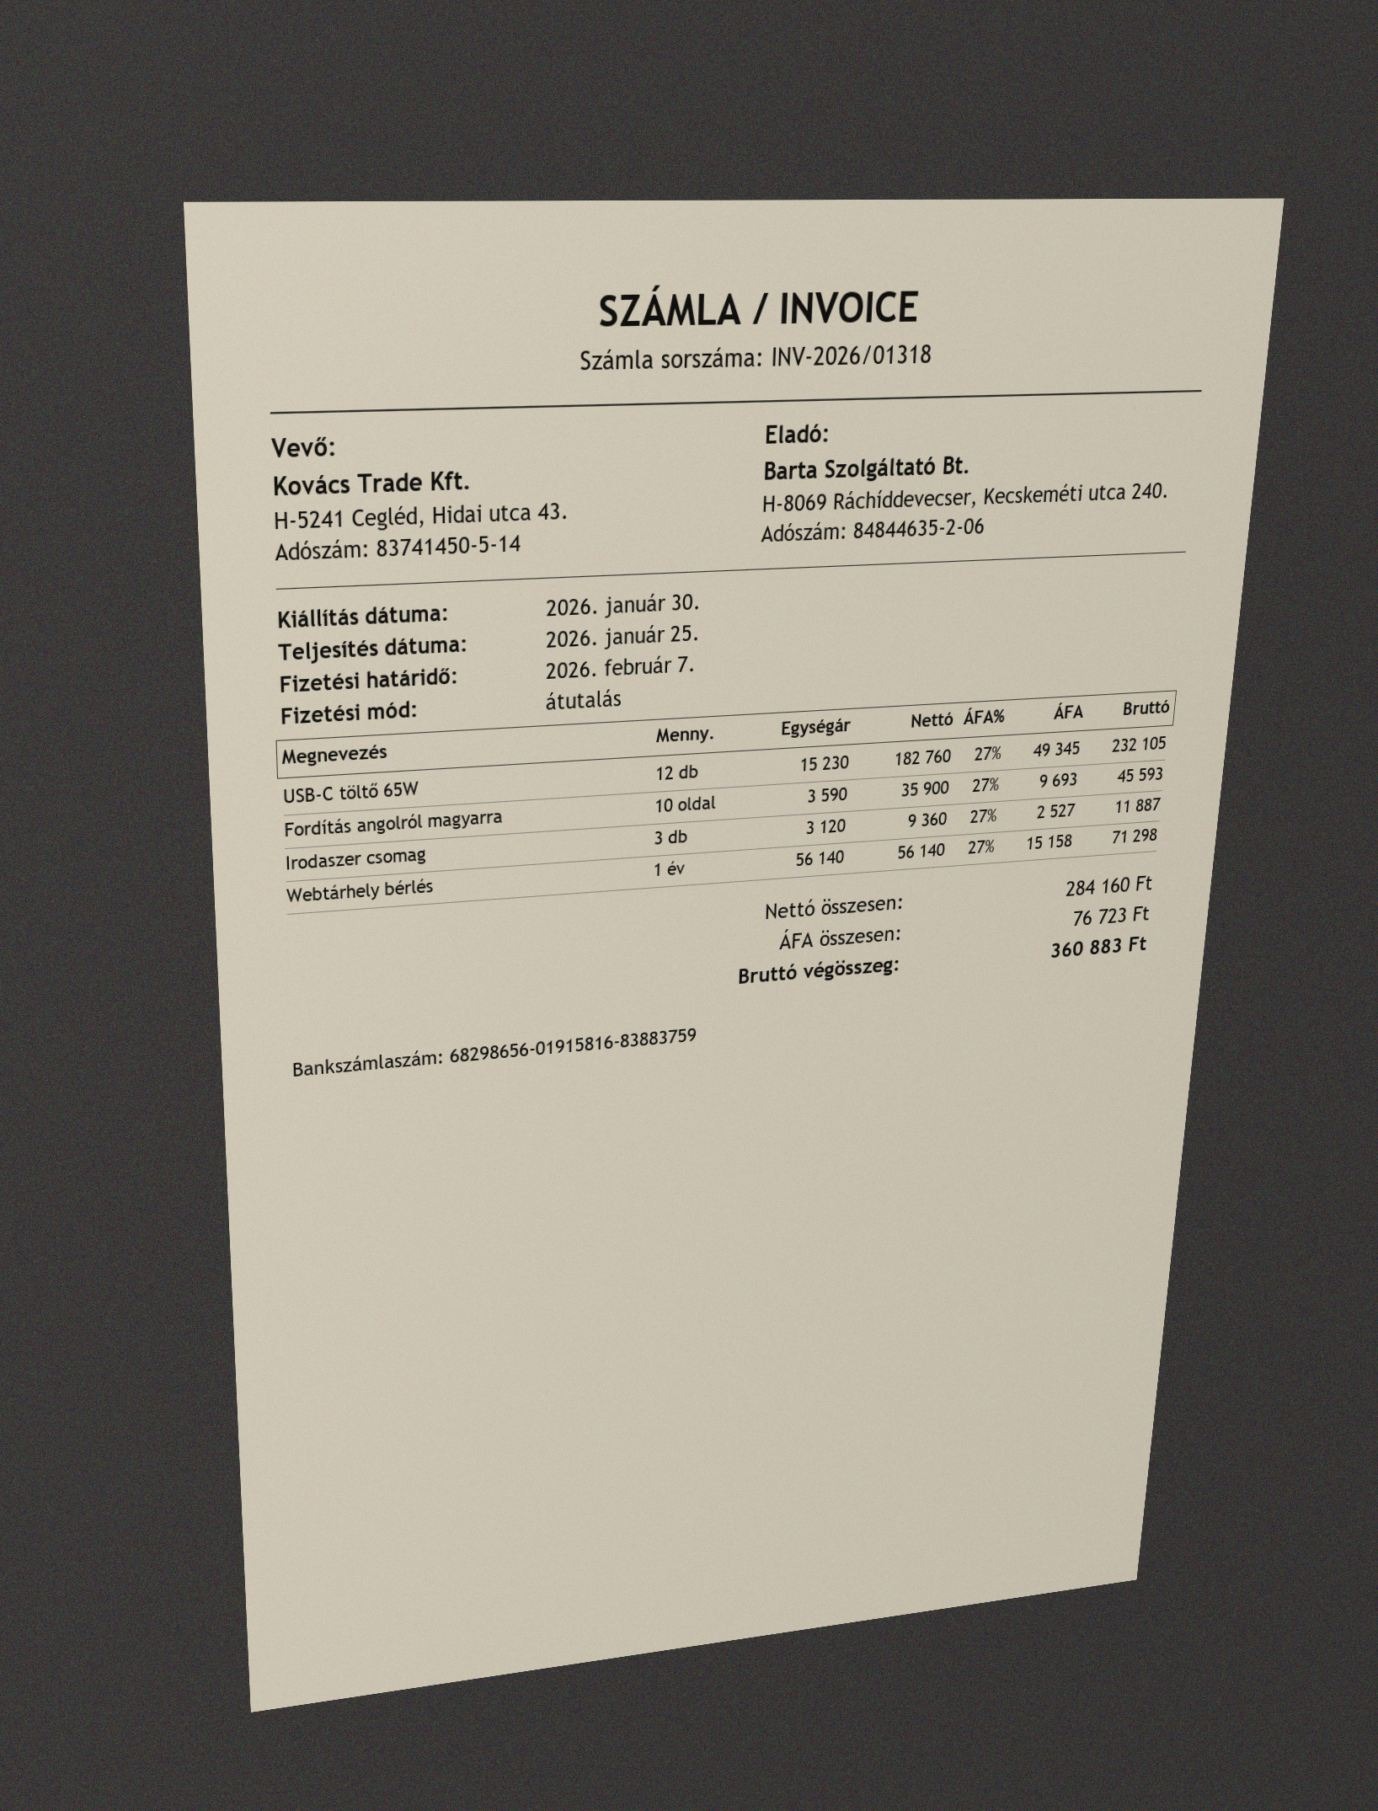 SZÁMLA / INVOICE
Számla sorszáma: INV-2026/01318
Vevő:
Kovács Trade Kft.
H-5241 Cegléd, Hidai utca 43.
Adószám: 83741450-5-14
Eladó:
Barta Szolgáltató Bt.
H-8069 Ráchíddevecser, Kecskeméti utca 240.
Adószám: 84844635-2-06
Kiállítás dátuma: 2026. január 30.
Teljesítés dátuma: 2026. január 25.
Fizetési határidő: 2026. február 7.
Fizetési mód: átutalás
Megnevezés Menny. Egységár Nettó ÁFA% ÁFA Bruttó
USB-C töltő 65W 12 db 15 230 182 760 27% 49 345 232 105
Fordítás angolról magyarra 10 oldal 3 590 35 900 27% 9 693 45 593
Irodaszer csomag 3 db 3 120 9 360 27% 2 527 11 887
Webtárhely bérlés 1 év 56 140 56 140 27% 15 158 71 298
Nettó összesen: 284 160 Ft
ÁFA összesen: 76 723 Ft
Bruttó végösszeg: 360 883 Ft
Bankszámlaszám: 68298656-01915816-83883759